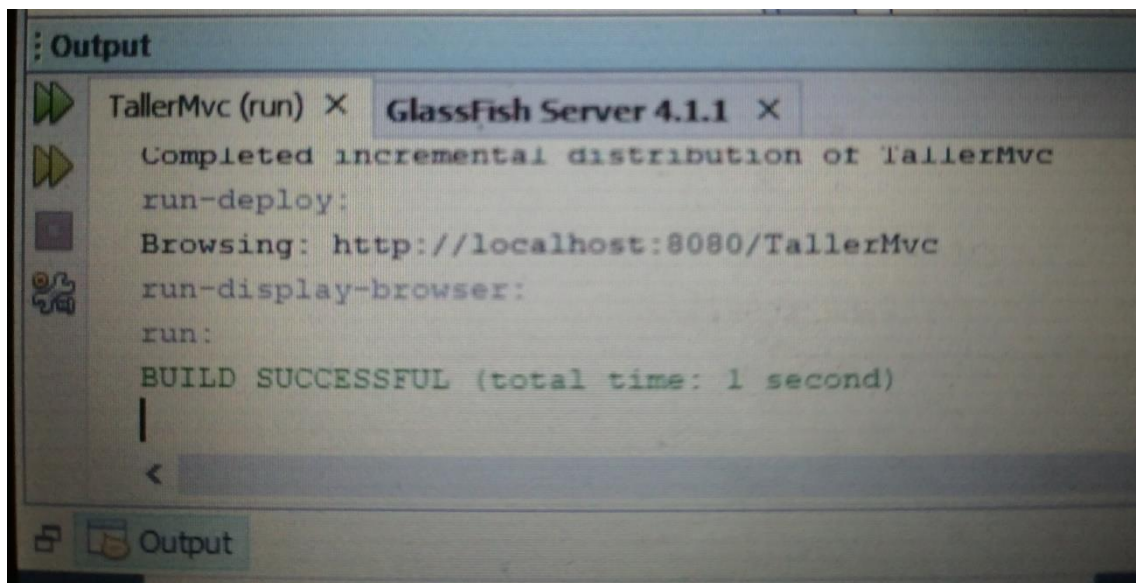 Output
TallerMvc (run) × GlassFish Server 4.1.1 ×
Completed incremental distribution of TallerMvc
run-deploy:
Browsing: http://localhost:8080/TallerMvc
run-display-browser:
run:
BUILD SUCCESSFUL (total time: 1 second)
Output